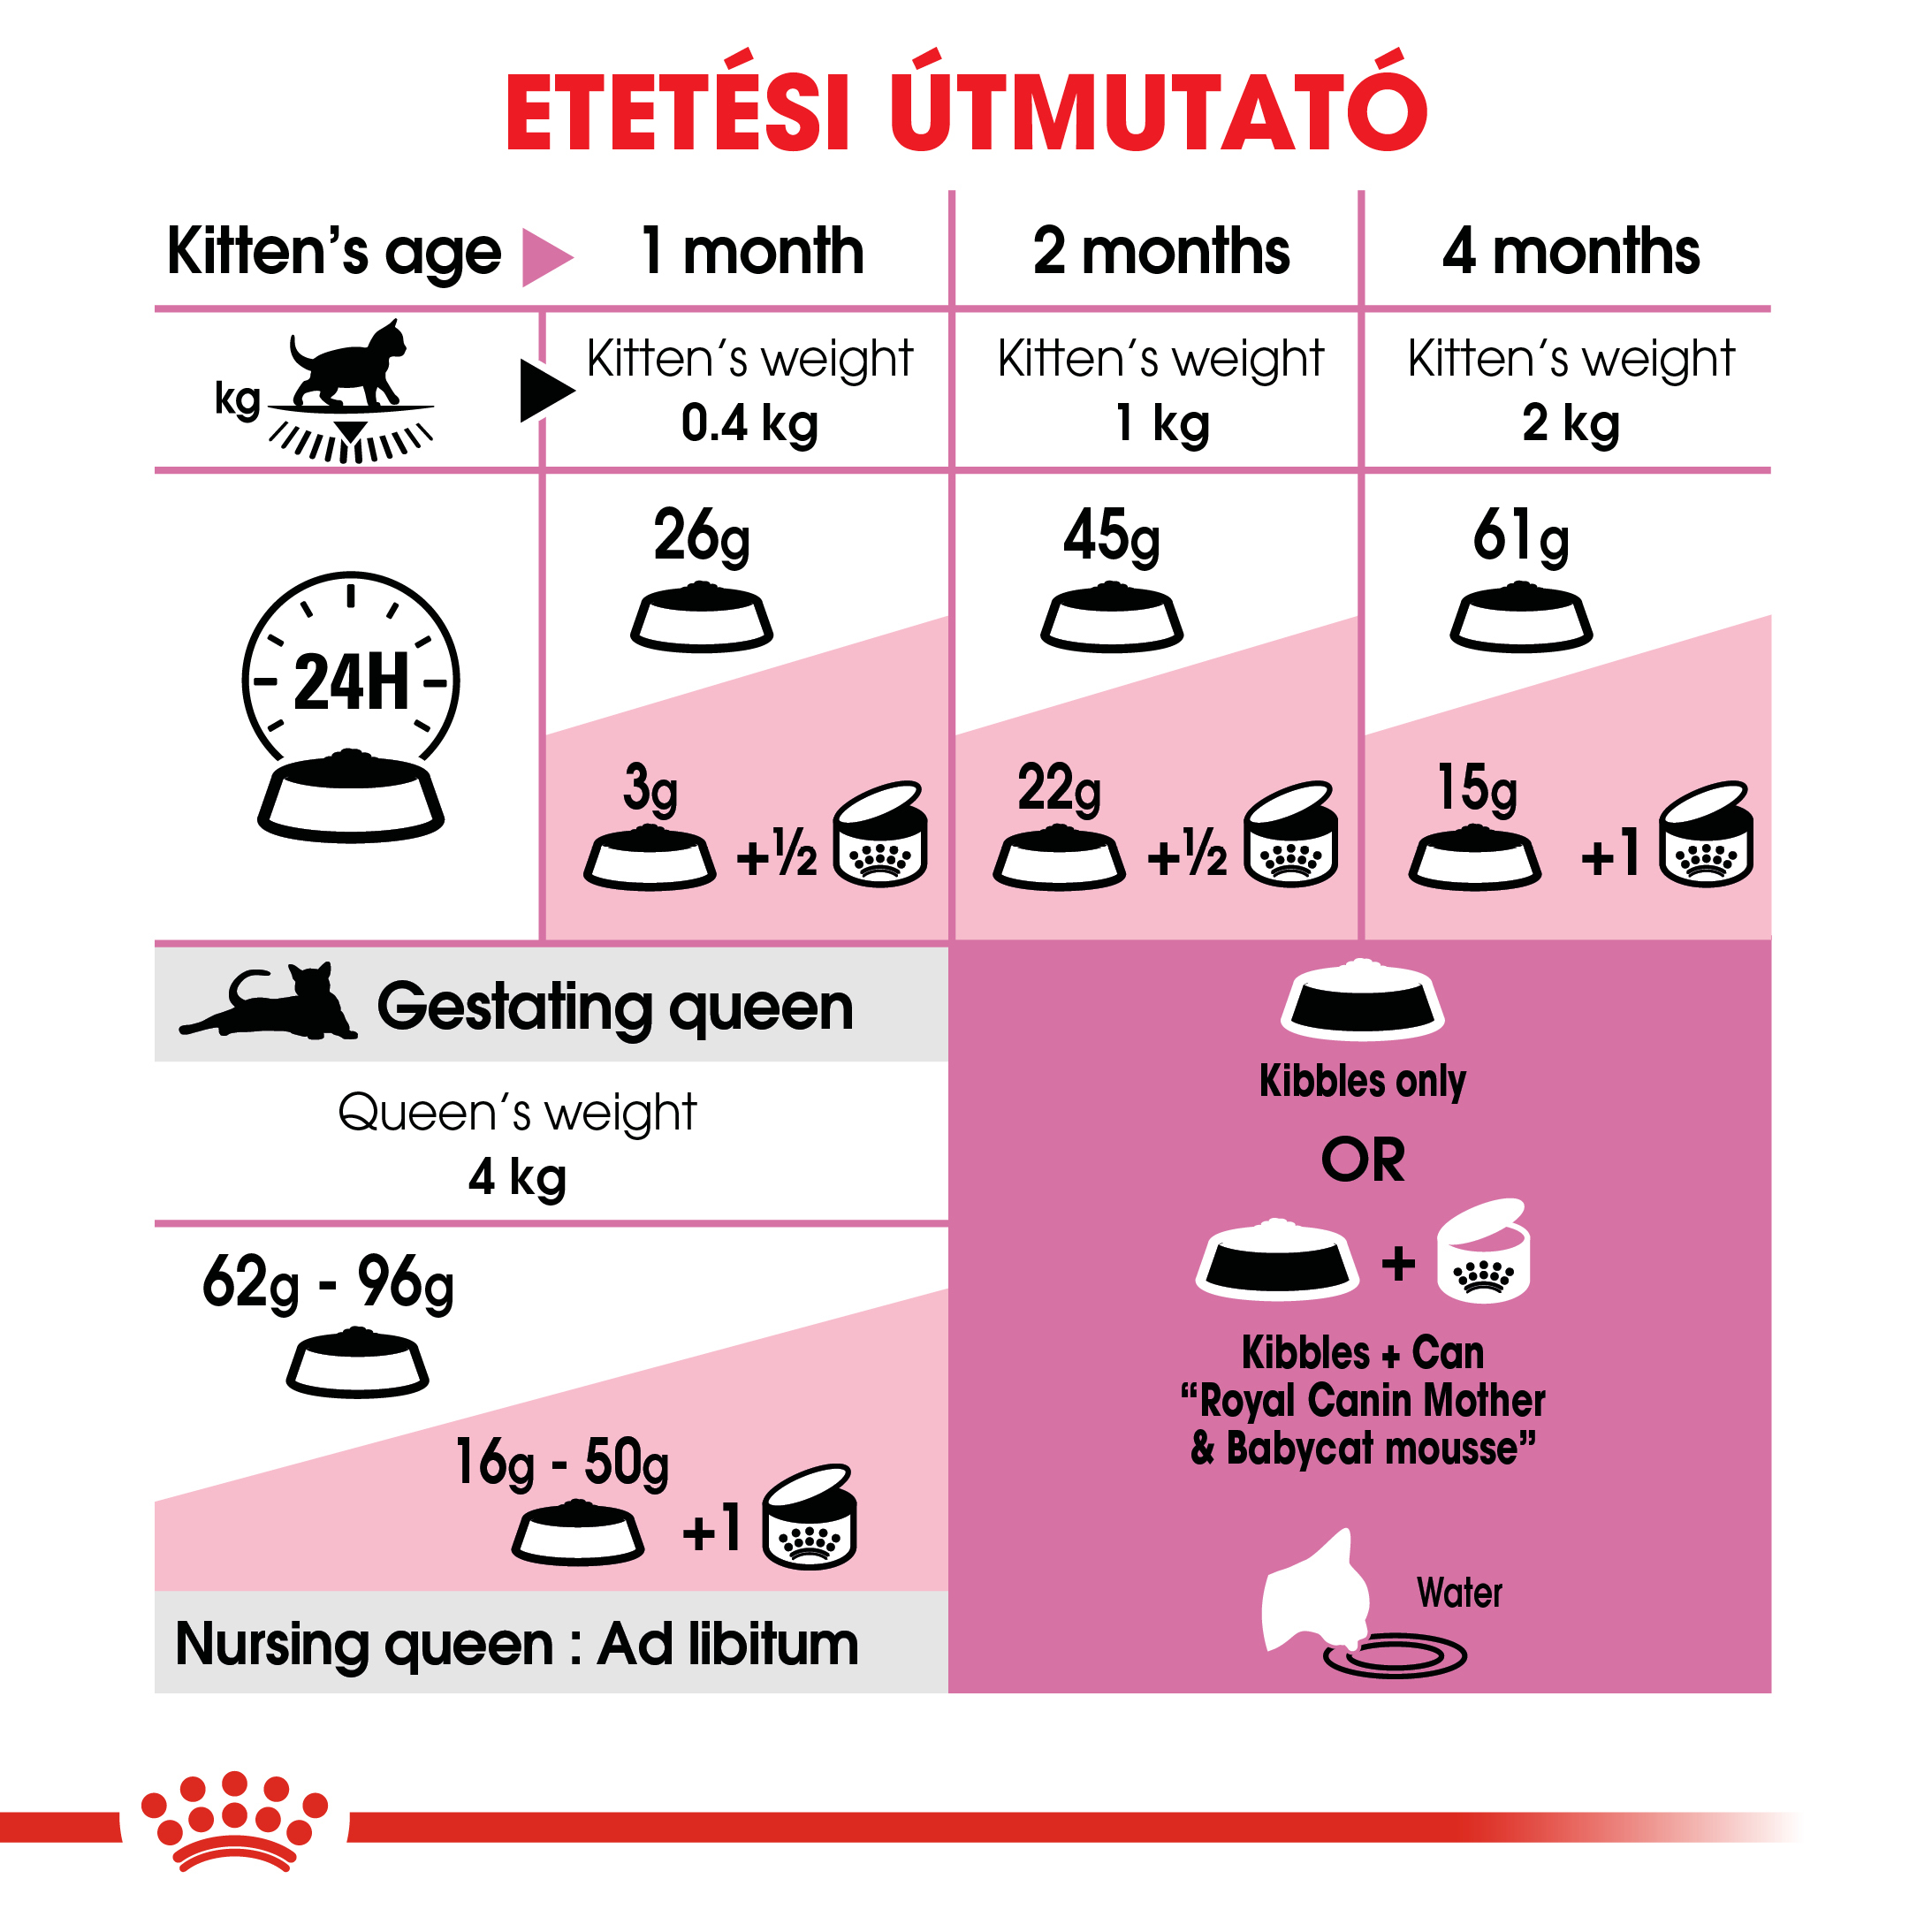 ETETÉSI ÚTMUTATÓ
Kitten's age 1 month 2 months 4 months
kg
Kitten's weight
0.4 kg
Kitten's weight
1 kg
Kitten's weight
2 kg
24H
26g
45g
61g
3g
+½
22g
+½
15g
+1
Gestating queen
Queen's weight
4 kg
62g - 96g
16g - 50g
+1
Nursing queen : Ad libitum
Kibbles only
OR
+
Kibbles + Can
“Royal Canin Mother
& Babycat mousse”
Water